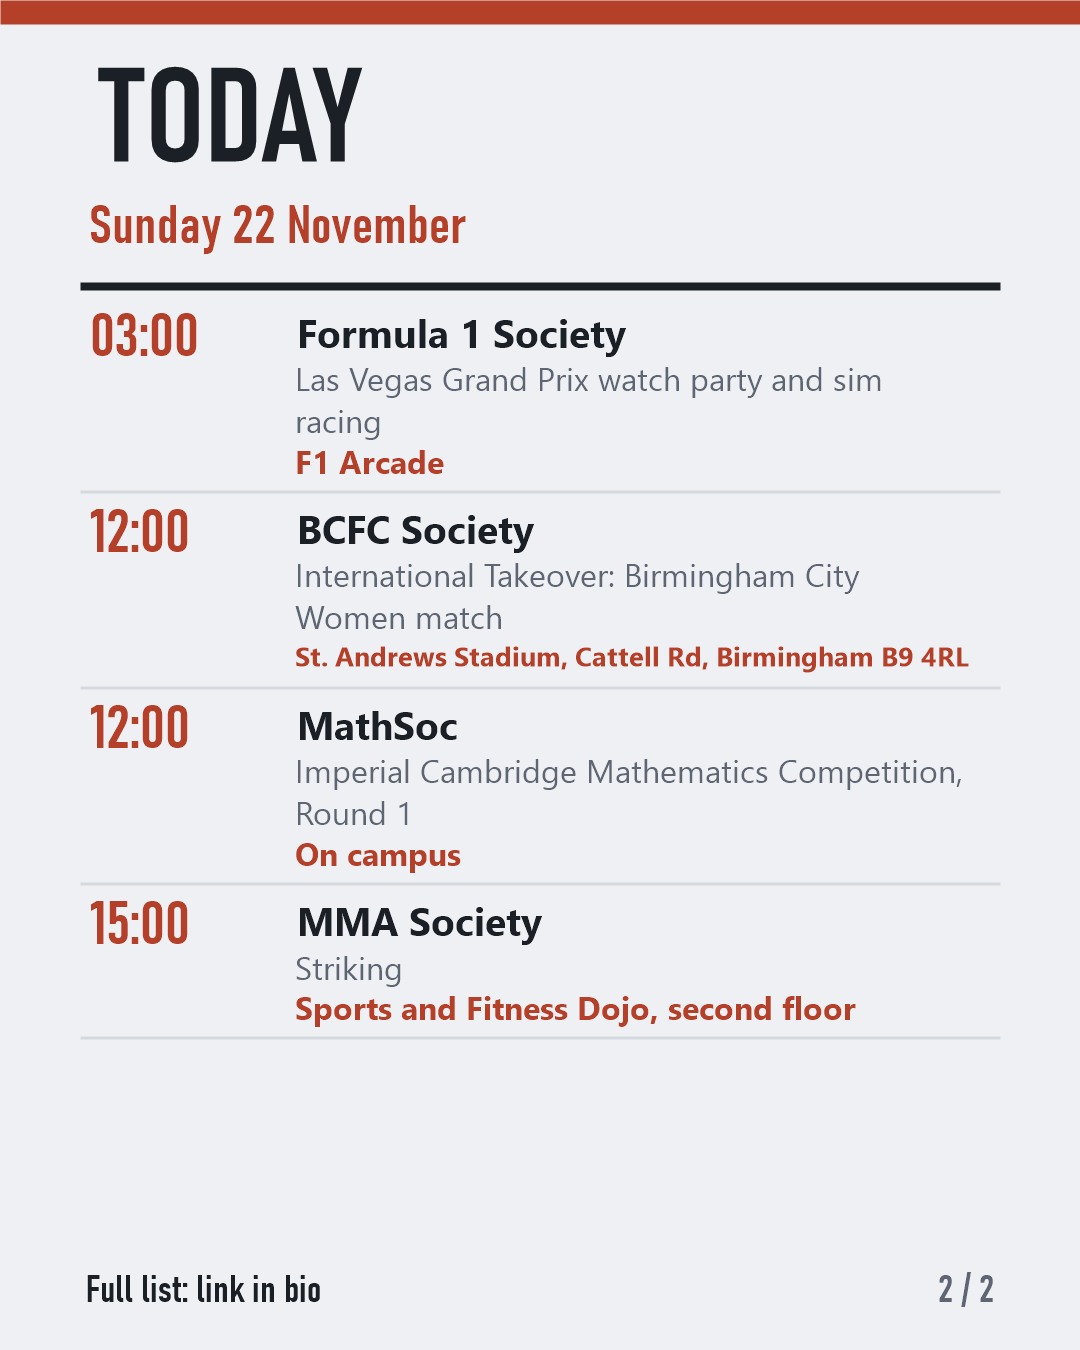 TODAY
Sunday 22 November
03:00
Formula 1 Society
Las Vegas Grand Prix watch party and sim
racing
F1 Arcade
12:00
BCFC Society
International Takeover: Birmingham City
Women match
St. Andrews Stadium, Cattell Rd, Birmingham B9 4RL
12:00
MathSoc
Imperial Cambridge Mathematics Competition,
Round 1
On campus
15:00
MMA Society
Striking
Sports and Fitness Dojo, second floor
Full list: link in bio
2 / 2